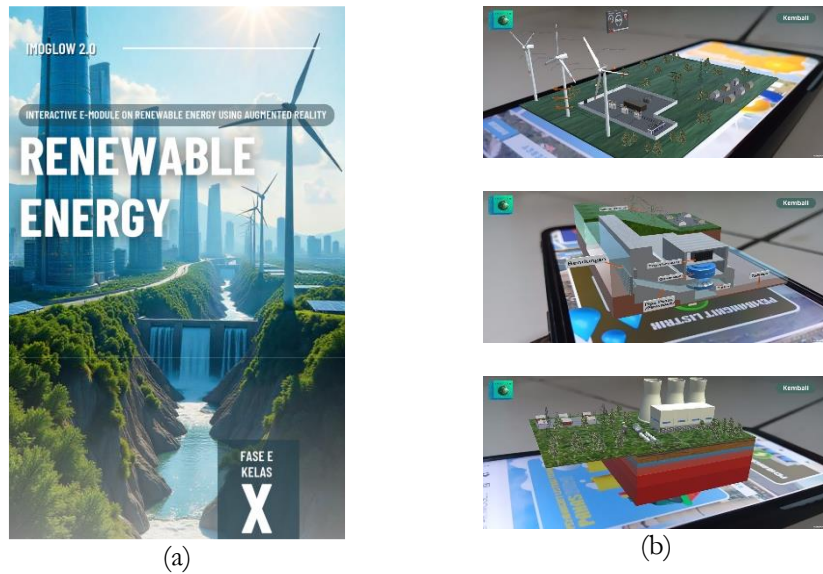 IMOGLOW 2.0
INTERACTIVE E-MODULE ON RENEWABLE ENERGY USING AUGMENTED REALITY
RENEWABLE
ENERGY
FASE E
KELAS
X
(a)
Kembali
Kembali
Bendungan
PEMBANGKIT LISTRIK
Kembali
(b)